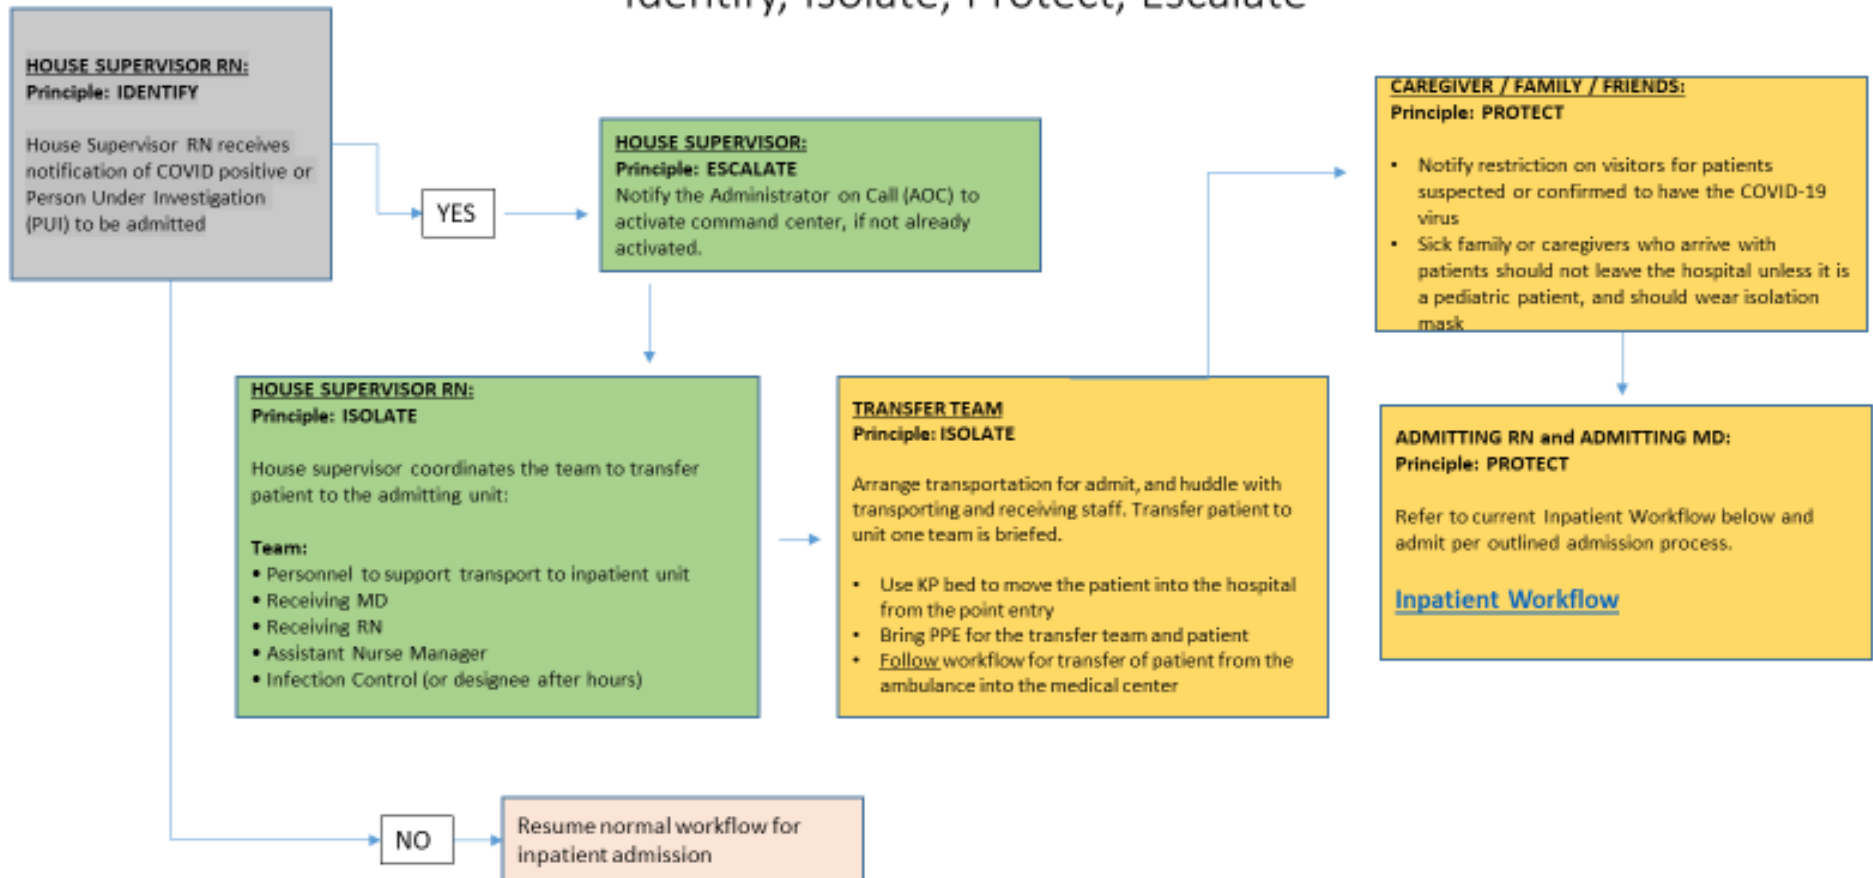 Identify, Isolate, Protect, Escalate
HOUSE SUPERVISOR RN:
Principle: IDENTIFY
House Supervisor RN receives
notification of COVID positive or
Person Under Investigation
(PUI) to be admitted
YES
HOUSE SUPERVISOR:
Principle: ESCALATE
Notify the Administrator on Call (AOC) to
activate command center, if not already
activated.
HOUSE SUPERVISOR RN:
Principle: ISOLATE
House supervisor coordinates the team to transfer
patient to the admitting unit:
Team:
• Personnel to support transport to inpatient unit
• Receiving MD
• Receiving RN
• Assistant Nurse Manager
• Infection Control (or designee after hours)
TRANSFER TEAM
Principle: ISOLATE
Arrange transportation for admit, and huddle with
transporting and receiving staff. Transfer patient to
unit one team is briefed.
• Use KP bed to move the patient into the hospital
from the point entry
• Bring PPE for the transfer team and patient
• Follow workflow for transfer of patient from the
ambulance into the medical center
CAREGIVER / FAMILY / FRIENDS:
Principle: PROTECT
• Notify restriction on visitors for patients
suspected or confirmed to have the COVID-19
virus
• Sick family or caregivers who arrive with
patients should not leave the hospital unless it is
a pediatric patient, and should wear isolation
mask
ADMITTING RN and ADMITTING MD:
Principle: PROTECT
Refer to current Inpatient Workflow below and
admit per outlined admission process.
Inpatient Workflow
NO
Resume normal workflow for
inpatient admission